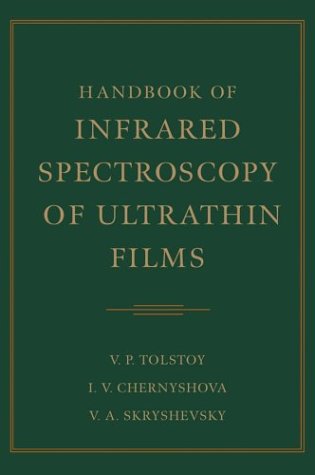 HANDBOOK OF
INFRARED
SPECTROSCOPY
OF ULTRATHIN
FILMS
V. P. TOLSTOY
I. V. CHERNYSHOVA
V. A. SKRYSHEVSKY